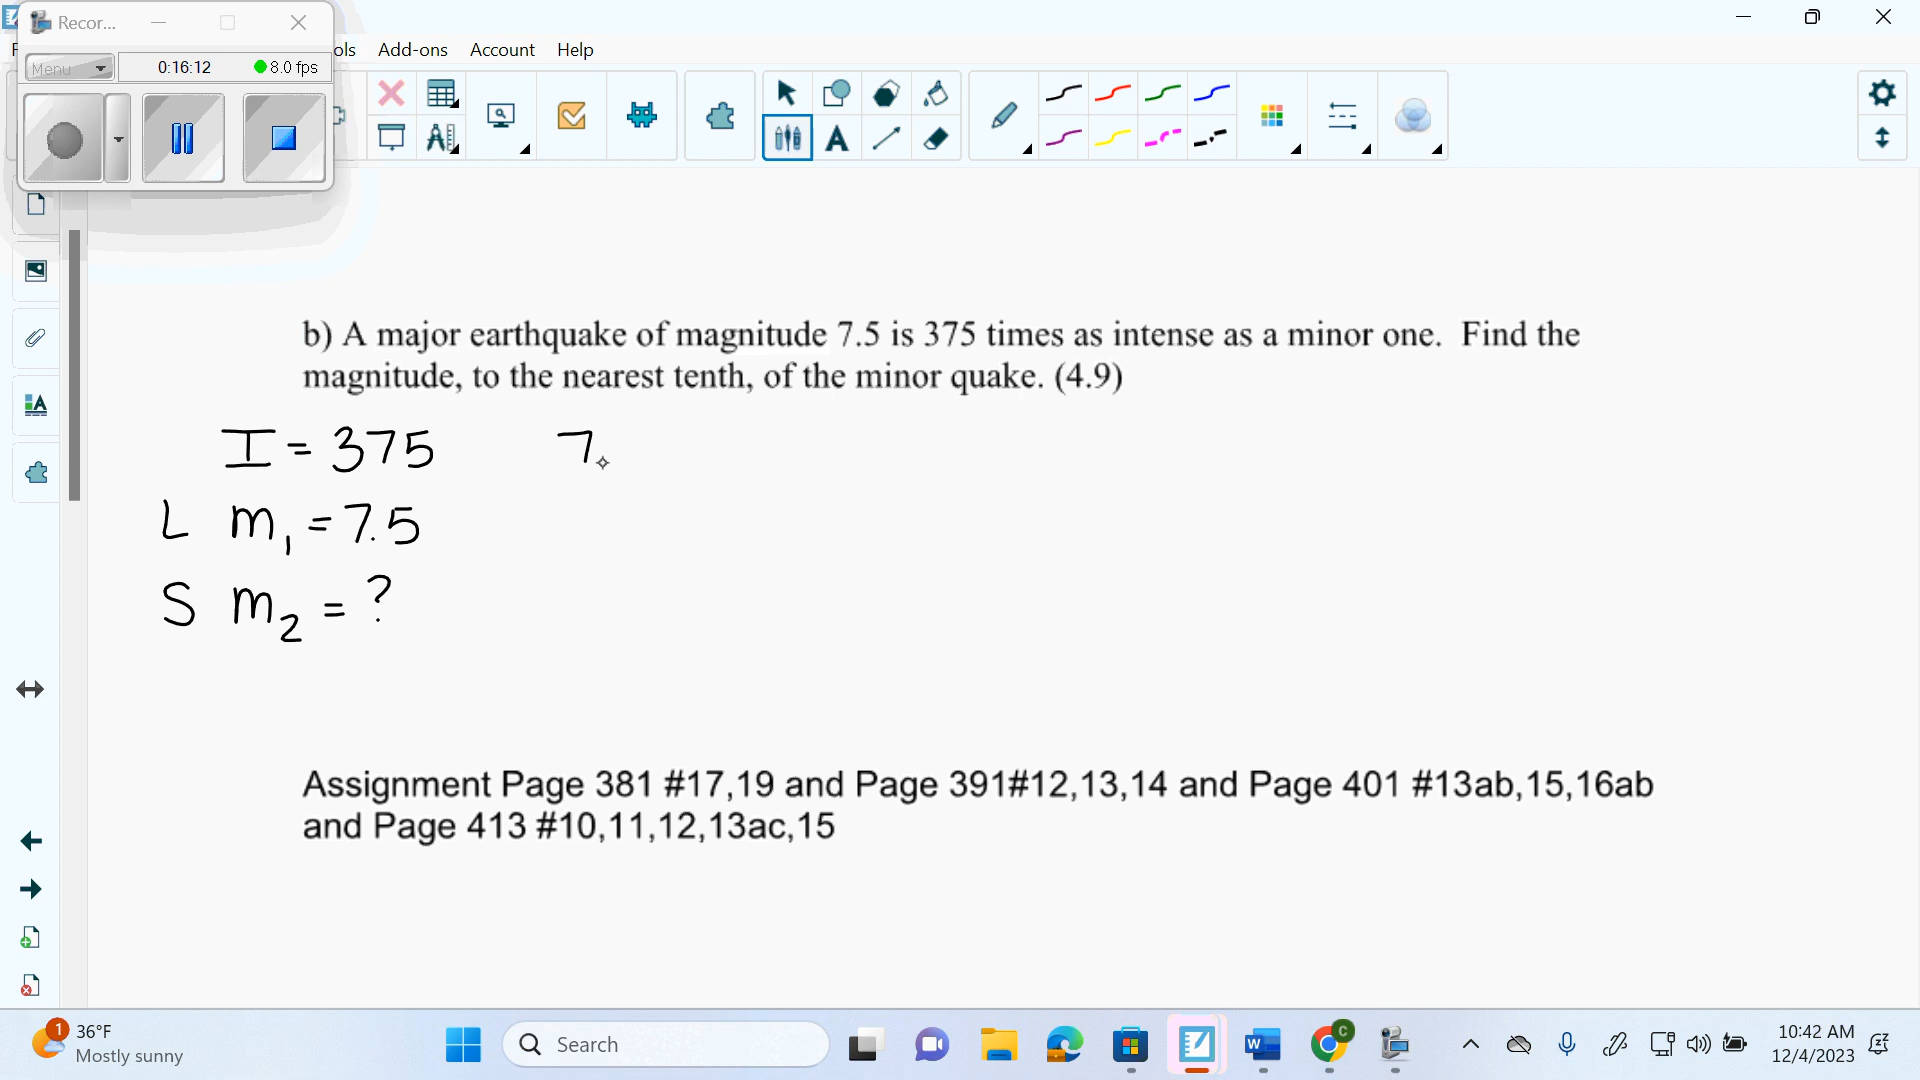 Recor...
Menu
0:16:12
8.0 fps
ols Add-ons Account Help
b) A major earthquake of magnitude 7.5 is 375 times as intense as a minor one. Find the
magnitude, to the nearest tenth, of the minor quake. (4.9)
I = 375 7.
L m₁ = 7.5
S m₂ = ?
Assignment Page 381 #17,19 and Page 391#12,13,14 and Page 401 #13ab,15,16ab
and Page 413 #10,11,12,13ac,15
1
36°F
Mostly sunny
Search
C
10:42 AM
12/4/2023